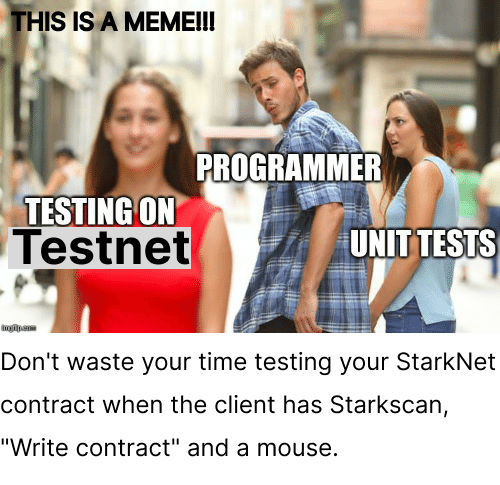 THIS IS A MEME!!!
PROGRAMMER
TESTING ON
Testnet
UNIT TESTS
imgflip.com
Don't waste your time testing your StarkNet
contract when the client has Starkscan,
"Write contract" and a mouse.